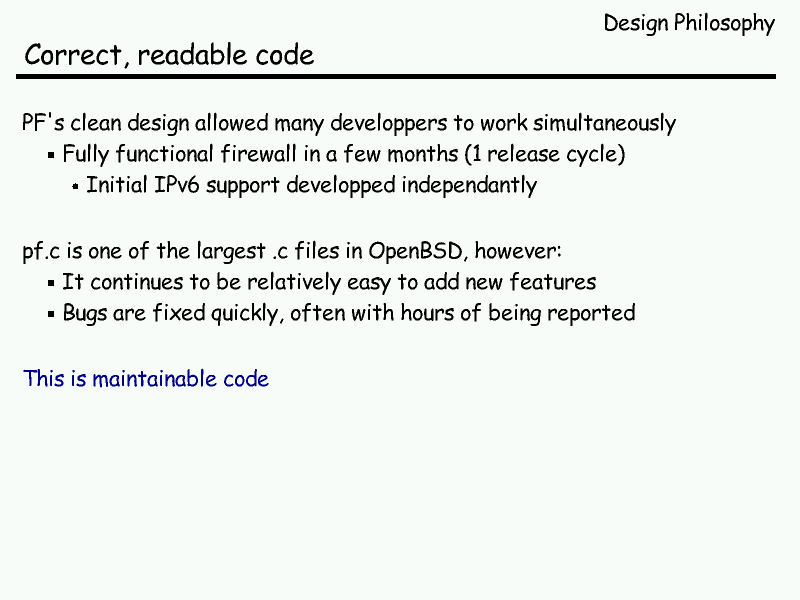 Design Philosophy
Correct, readable code
PF's clean design allowed many developpers to work simultaneously
▪ Fully functional firewall in a few months (1 release cycle)
▪ Initial IPv6 support developped independantly
pf.c is one of the largest .c files in OpenBSD, however:
▪ It continues to be relatively easy to add new features
▪ Bugs are fixed quickly, often with hours of being reported
This is maintainable code